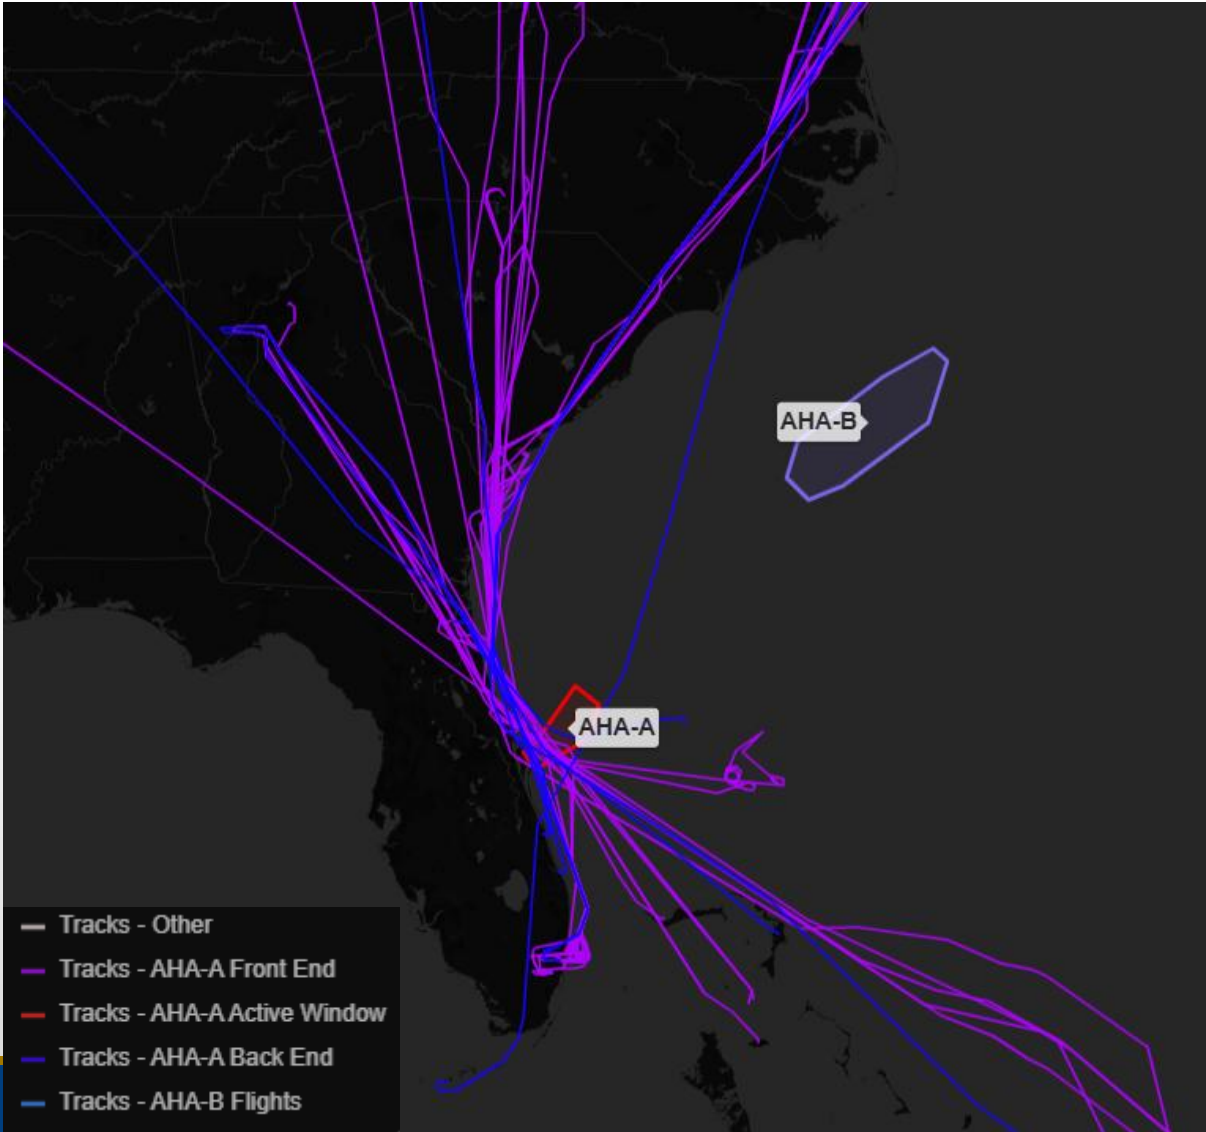 AHA-B
AHA-A
Tracks - Other
Tracks - AHA-A Front End
Tracks - AHA-A Active Window
Tracks - AHA-A Back End
Tracks - AHA-B Flights